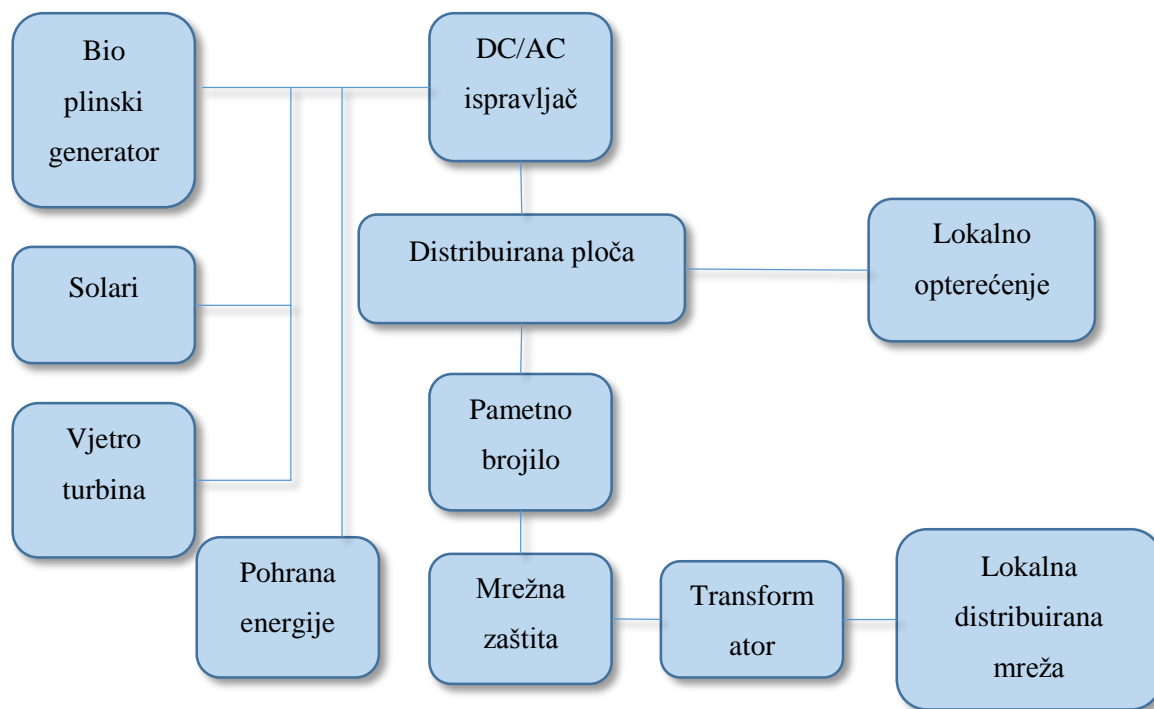 Bio
plinski
generator
DC/AC
ispravljač
Distribuirana ploča
Lokalno
opterećenje
Solari
Pametno
brojilo
Vjetro
turbina
Pohrana
energije
Mrežna
zaštita
Transform
ator
Lokalna
distribuirana
mreža